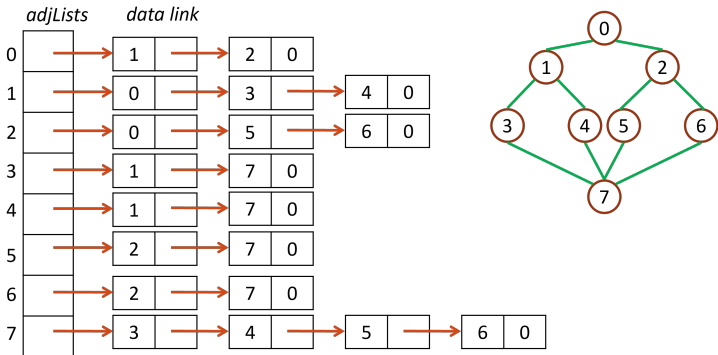 adjLists data link
0 1 2 0
1 0 3 4 0
2 0 5 6 0
3 1 7 0
4 1 7 0
5 2 7 0
6 2 7 0
7 3 4 5 6 0
0
1 2
3 4 5 6
7